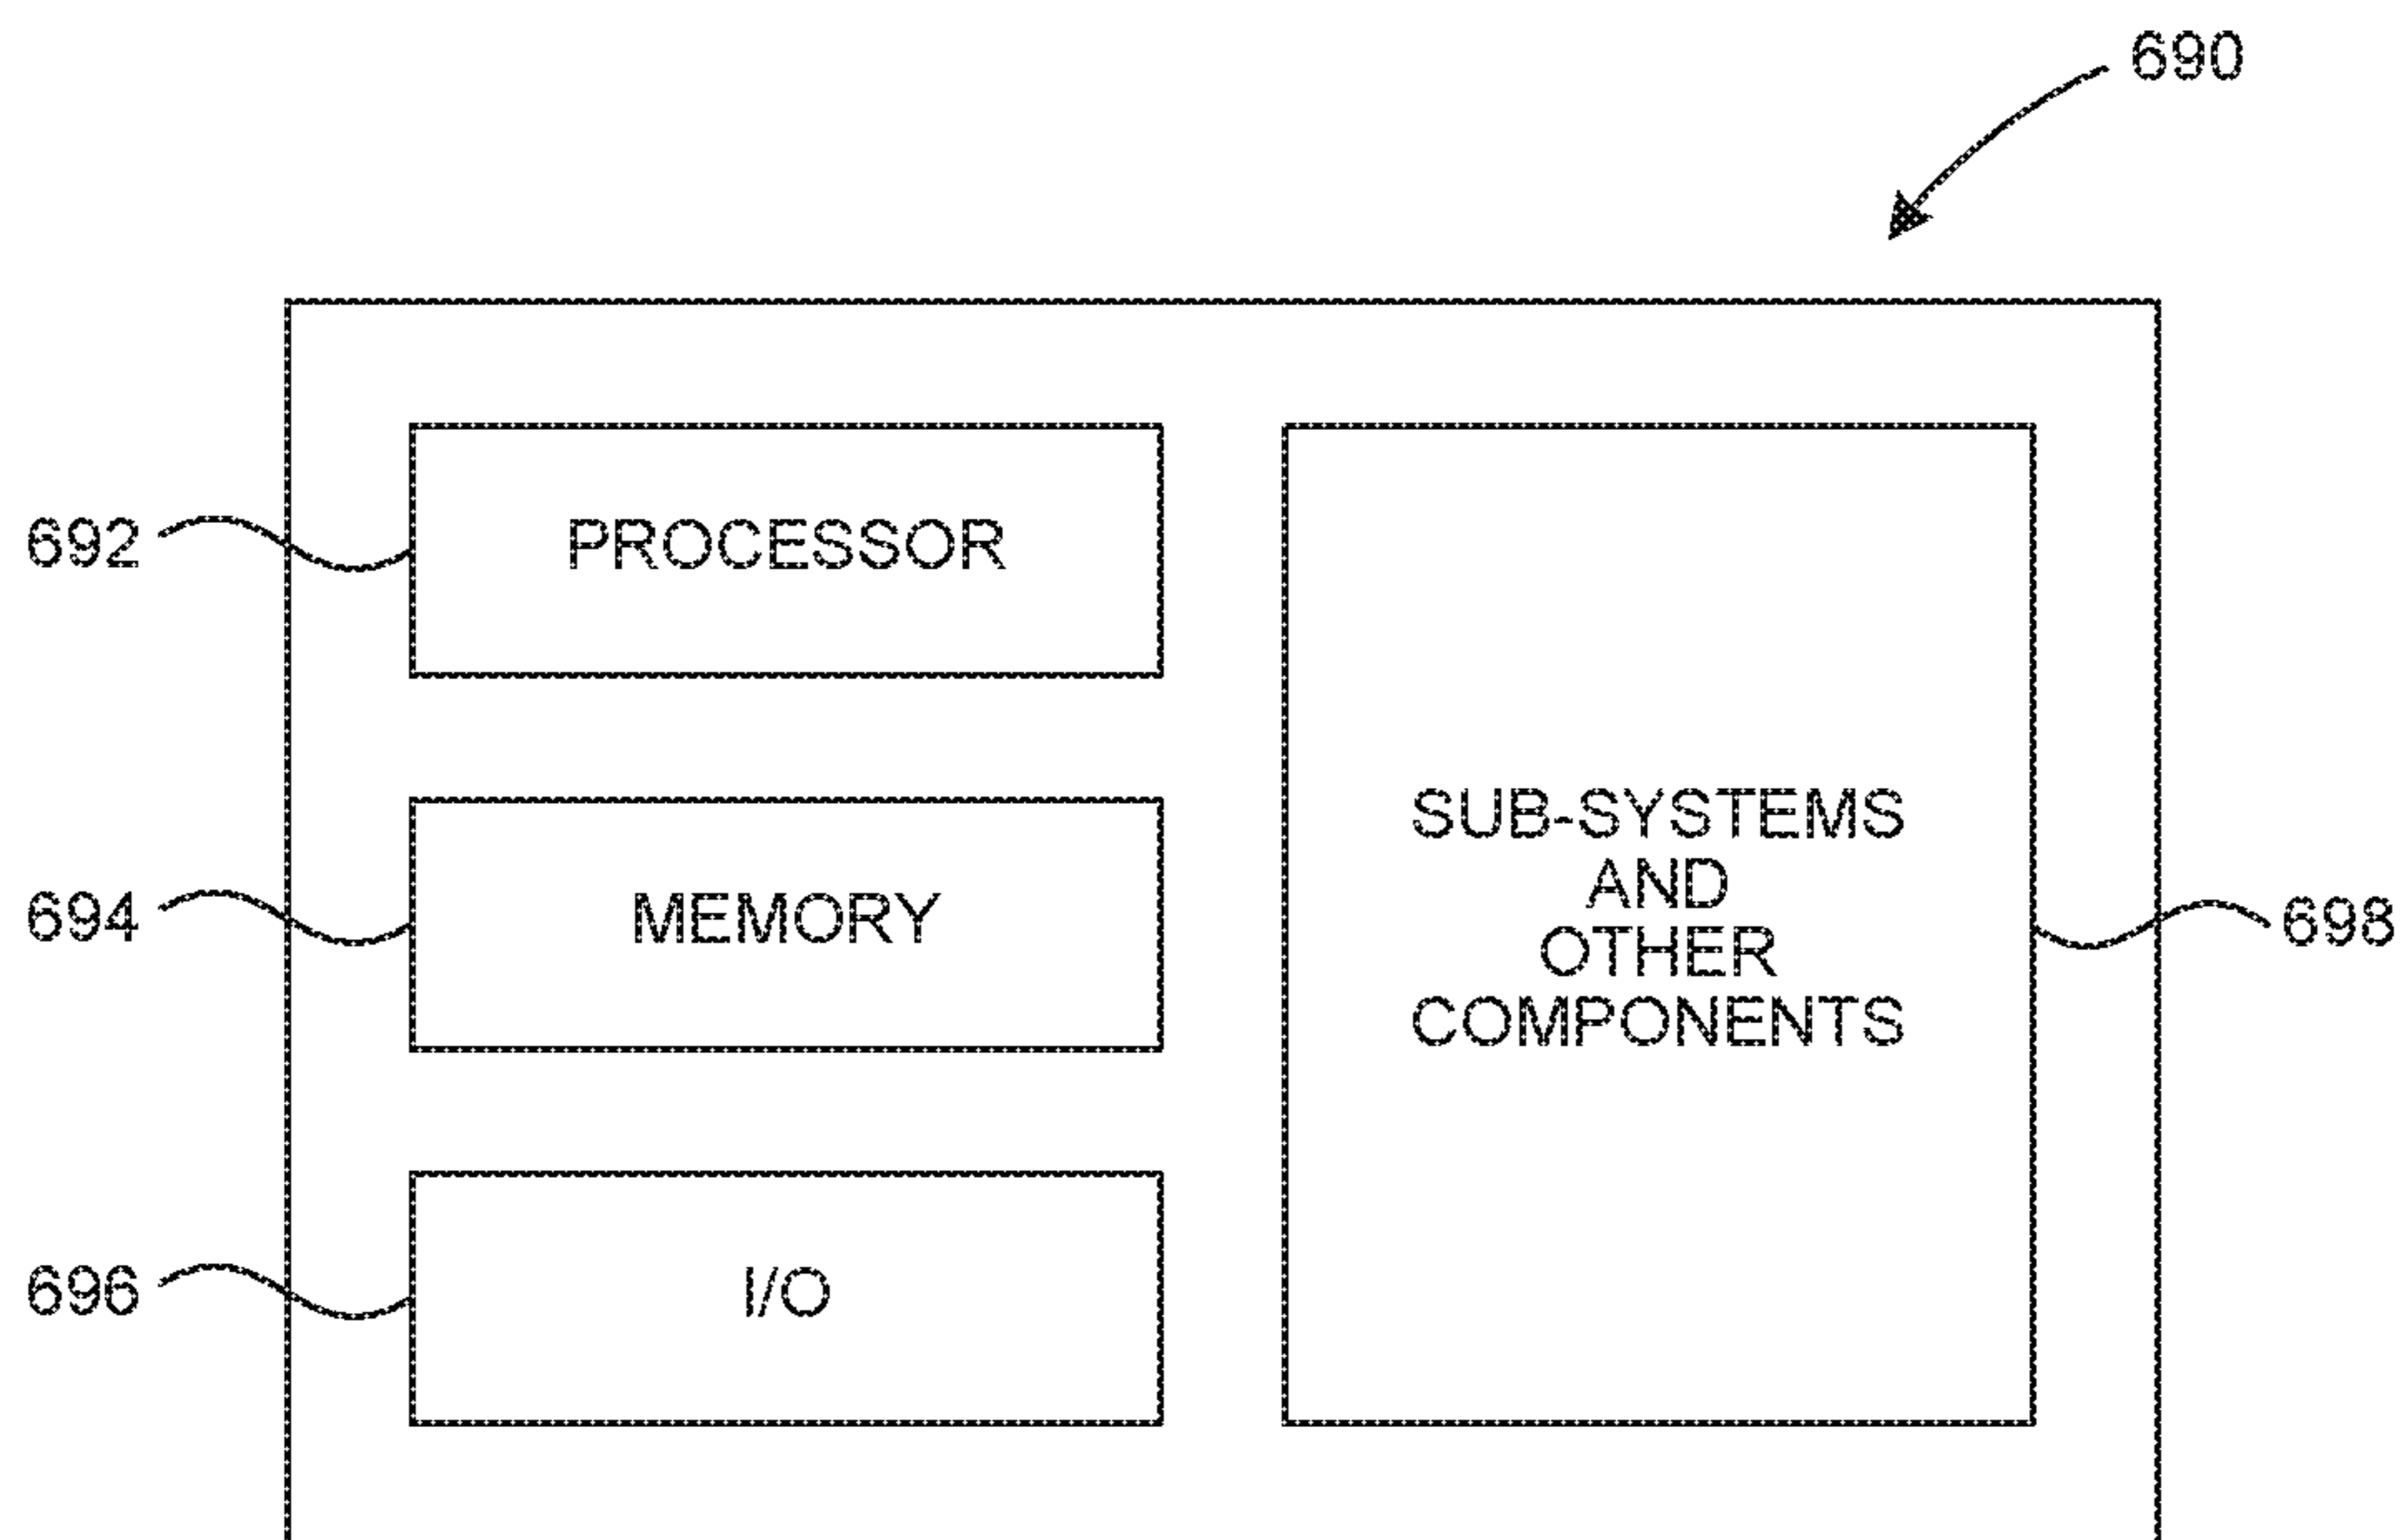 690
692
PROCESSOR
694
MEMORY
696
I/O
SUB-SYSTEMS
AND
OTHER
COMPONENTS
698